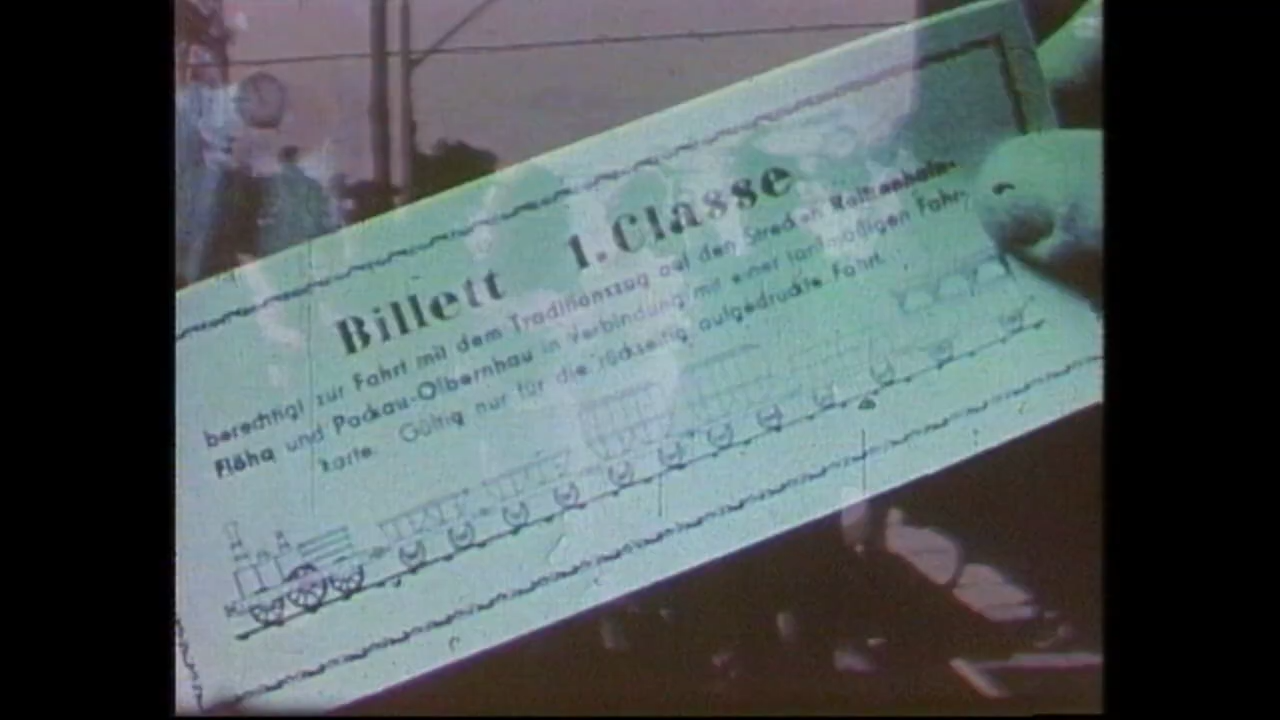 Billett 1. Classe
berechtigt zur Fahrt mit dem Traditionszug auf den Strecken Reitzenhain-
Flöha und Pockau-Olbernhau in Verbindung mit einer tarifmäßigen Fahr-
karte. Gültig nur für die rückseitig aufgedruckte Fahrt.